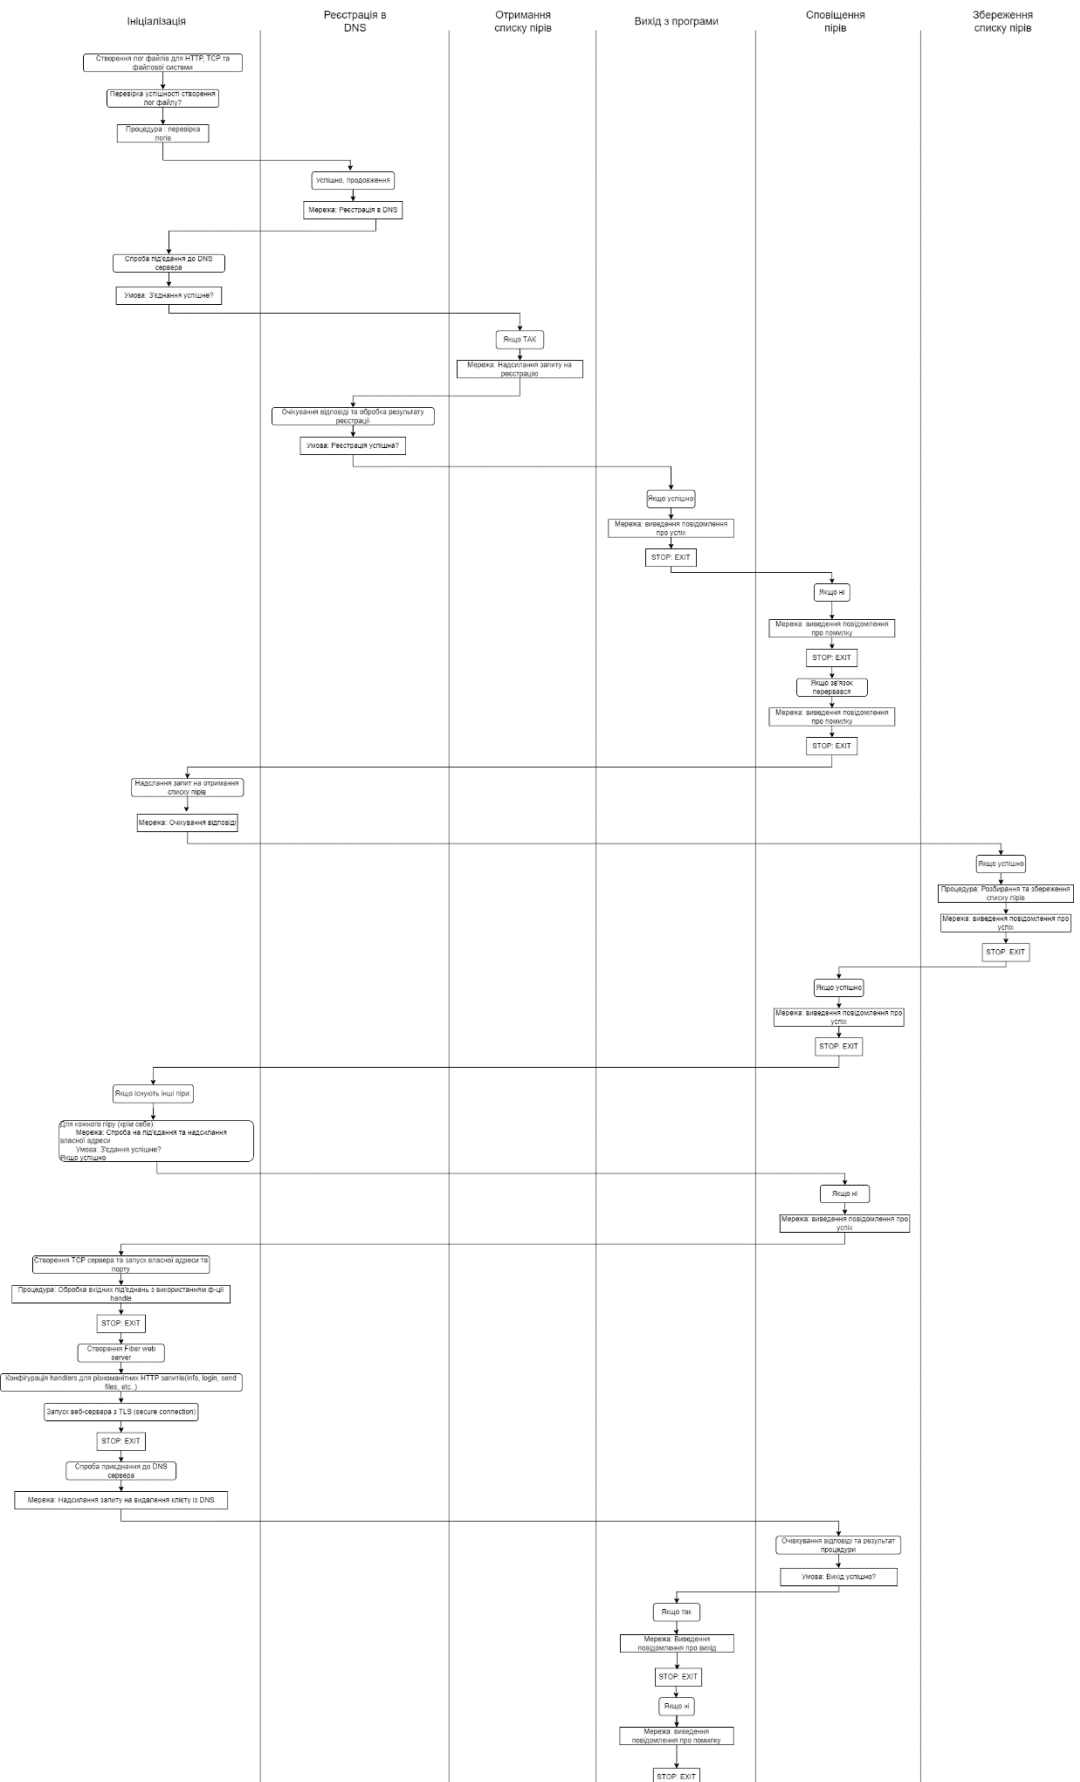 Ініціалізація
Реєстрація в
DNS
Отримання
списку пірів
Вихід з програми
Сповіщення
пірів
Збереження
списку пірів
Створення лог файлів для HTTP, TCP та
файлової системи
Перевірка успішності створення
лог файлу?
Процедура : перевірка
логів
Успішно, продовження
Мережа: Реєстрація в DNS
Спроба під'єдання до DNS
сервера
Умова: З'єднання успішне?
Якщо ТАК
Мережа: Надсилання запиту на
реєстрацію
Очікування відповіді та обробка результату
реєстрації
Умова: Реєстрація успішна?
Якщо успішно
Мережа: виведення повідомлення
про успіх
STOP: EXIT
Якщо ні
Мережа: виведення повідомлення
про помилку
STOP: EXIT
Якщо зв'язок
перервався
Мережа: виведення повідомлення
про помилку
STOP: EXIT
Надслання запит на отримання
списку пірів
Мережа: Очікування відповіді
Якщо успішно
Процедура: Розбирання та збереження
списку пірів
Мережа: виведення повідомлення про
успіх
STOP: EXIT
Якщо успішно
Мережа: виведення повідомлення про
успіх
STOP: EXIT
Якщо існують інші піри:
Для кожного піру (крім себе):
Мережа: Спроба на під'єдання та надсилання
власної адреси
Умова: З'єдання успішне?
Якщо успішно
Якщо ні
Мережа: виведення повідомлення про
успіх
Створення TCP сервера та запуск власної адреси та
порту
Процедура: Обробка вхідних під'єднань з використанням ф-ції
handle
STOP: EXIT
Створення Fiber web
server
Конфігурація handlers для різноманітних HTTP запитів(info, login, send
files, etc..)
Запуск веб-сервера з TLS (secure connection)
STOP: EXIT
Спроба приєднання до DNS
сервера
Мережа: Надсилання запиту на видалення клієту із DNS
Очівкування відповіді та результат
процедури
Умова: Вихід успішно?
Якщо так
Мережа: Виведення
повідомлення про вихід
STOP: EXIT
Якщо ні
Мережа: виведення
повідомлення про помилку
STOP: EXIT